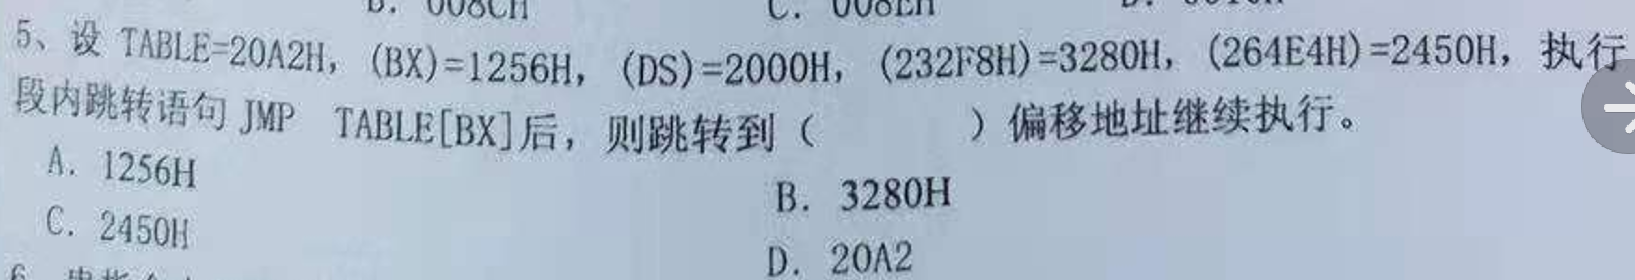 B. 008CH C. 008EH
5、设 TABLE=20A2H, (BX)=1256H, (DS)=2000H, (232F8H)=3280H, (264E4H)=2450H, 执行
段内跳转语句 JMP TABLE[BX]后，则跳转到（ ）偏移地址继续执行。
A. 1256H
B. 3280H
C. 2450H
D. 20A2
6